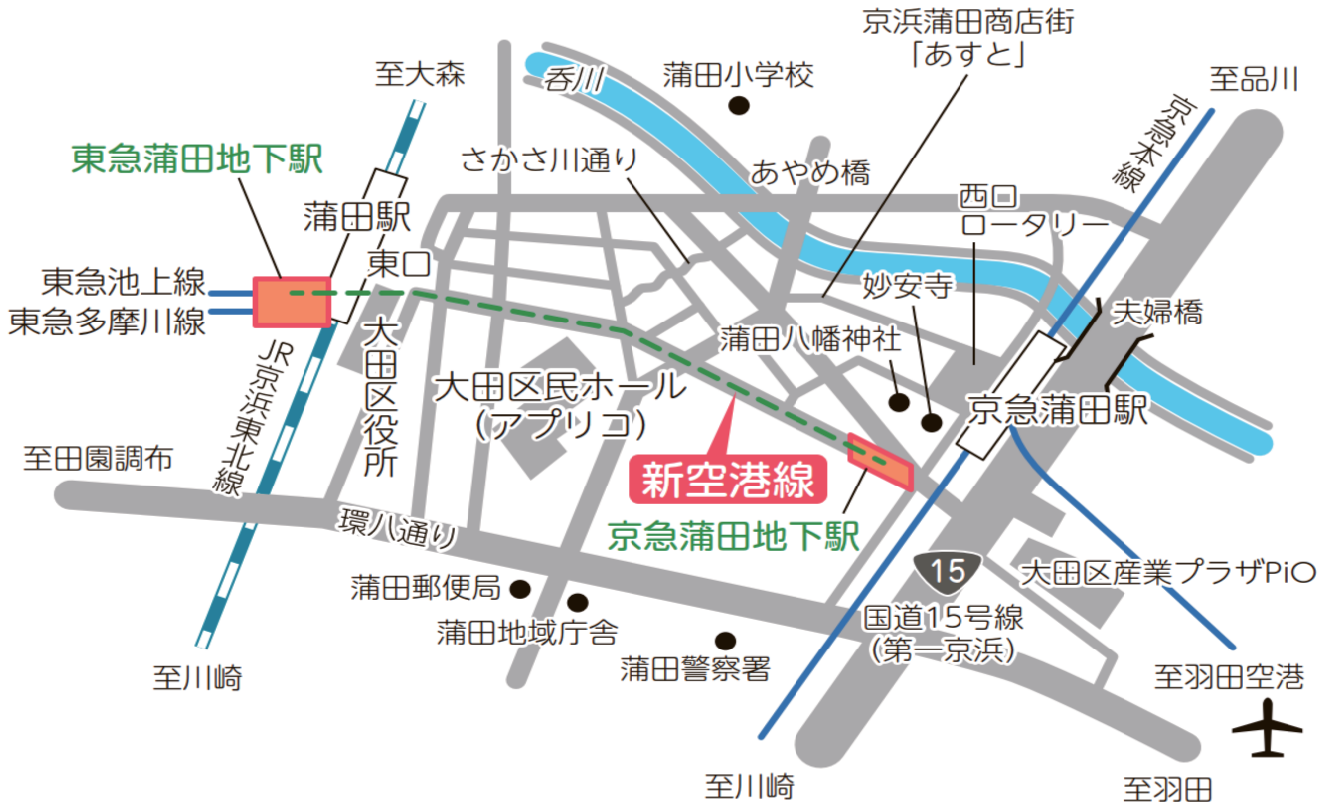 京浜蒲田商店街
「あすと」
至大森
呑川
蒲田小学校
至品川
京急本線
東急蒲田地下駅
さかさ川通り
あやめ橋
西口
ロータリー
蒲田駅
東口
東急池上線
東急多摩川線
妙安寺
夫婦橋
蒲田八幡神社
JR京浜東北線
大田区役所
大田区民ホール
(アプリコ)
京急蒲田駅
至田園調布
新空港線
環八通り
京急蒲田地下駅
15
大田区産業プラザPiO
蒲田郵便局
国道15号線
(第一京浜)
蒲田地域庁舎
蒲田警察署
至川崎
至羽田空港
至川崎
至羽田